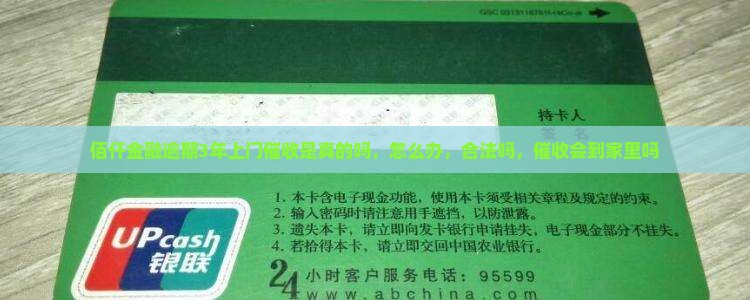 持卡人
签 名
佰仟金融逾期3年上门催收是真的吗，怎么办，合法吗，催收会到家里吗
1. 本卡含电子现金功能，使用本卡须受相关章程及规定的约束。
2. 输入密码时请注意用手遮挡，以防泄露。
3. 遗失本卡，请立即向发卡银行申请挂失，电子现金部分不挂失。
4. 若拾得本卡，请立即交回中国农业银行。
UPcash
银联
24小时客户服务电话：95599
www.abchina.com